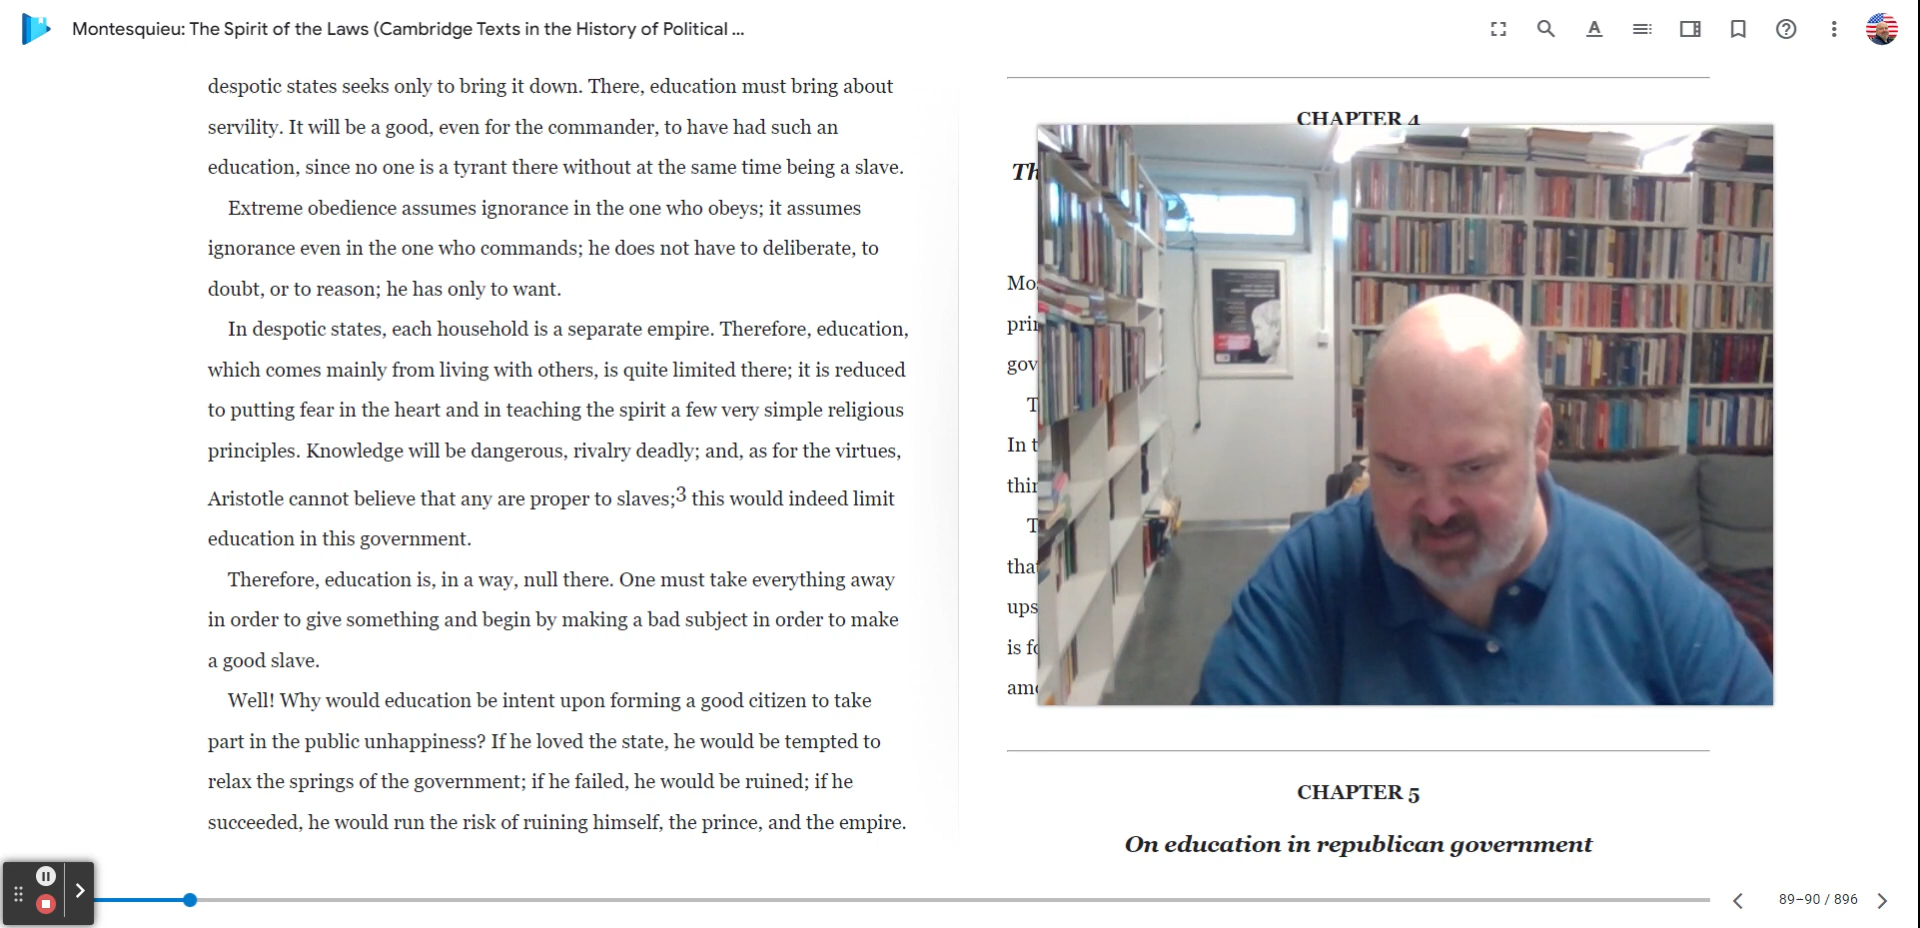 Montesquieu: The Spirit of the Laws (Cambridge Texts in the History of Political ...
despotic states seeks only to bring it down. There, education must bring about
servility. It will be a good, even for the commander, to have had such an
education, since no one is a tyrant there without at the same time being a slave.
Extreme obedience assumes ignorance in the one who obeys; it assumes
ignorance even in the one who commands; he does not have to deliberate, to
doubt, or to reason; he has only to want.
In despotic states, each household is a separate empire. Therefore, education,
which comes mainly from living with others, is quite limited there; it is reduced
to putting fear in the heart and in teaching the spirit a few very simple religious
principles. Knowledge will be dangerous, rivalry deadly; and, as for the virtues,
Aristotle cannot believe that any are proper to slaves;3 this would indeed limit
education in this government.
Therefore, education is, in a way, null there. One must take everything away
in order to give something and begin by making a bad subject in order to make
a good slave.
Well! Why would education be intent upon forming a good citizen to take
part in the public unhappiness? If he loved the state, he would be tempted to
relax the springs of the government; if he failed, he would be ruined; if he
succeeded, he would run the risk of ruining himself, the prince, and the empire.
CHAPTER 4
Th
Mo
pri
gov
T
In t
thi
T
tha
ups
is fo
am
CHAPTER 5
On education in republican government
89–90 / 896